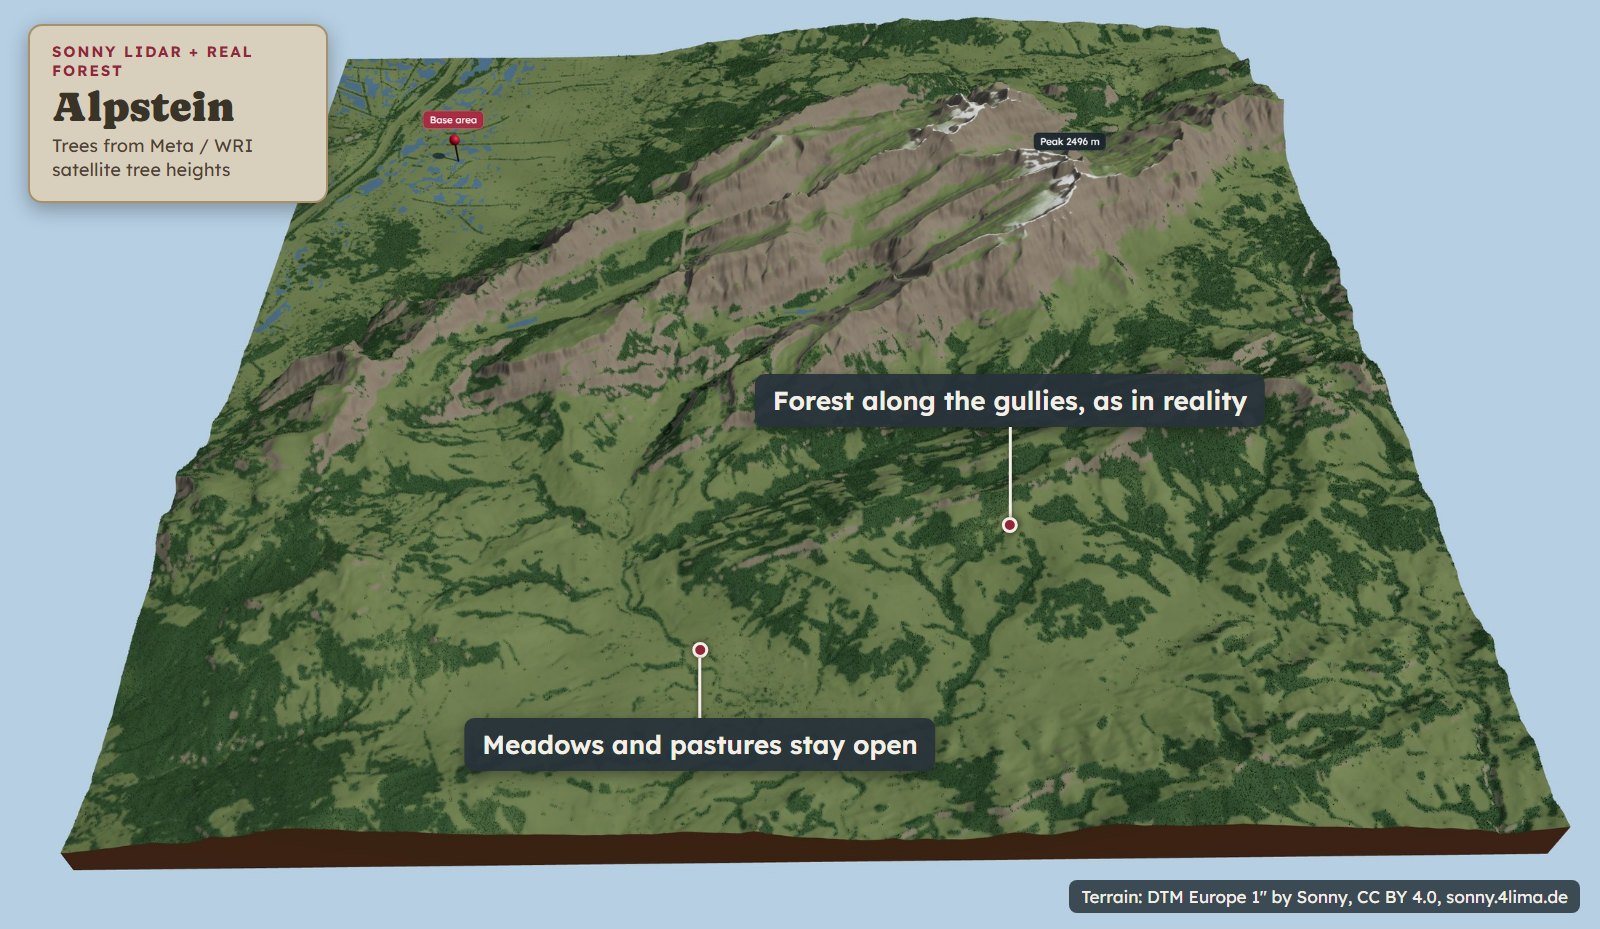 SONNY LIDAR + REAL
FOREST
Alpstein
Trees from Meta / WRI
satellite tree heights
Base area
Peak 2496 m
Forest along the gullies, as in reality
Meadows and pastures stay open
Terrain: DTM Europe 1" by Sonny, CC BY 4.0, sonny.4lima.de